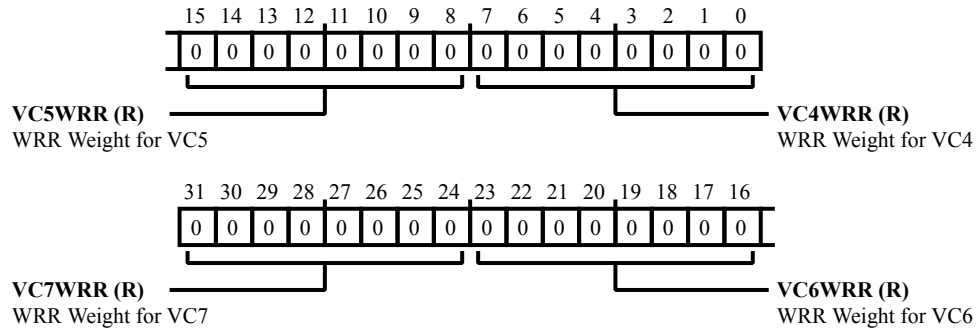 15 14 13 12 11 10 9 8 7 6 5 4 3 2 1 0
0 0 0 0 0 0 0 0 0 0 0 0 0 0 0 0
VC5WRR (R)
WRR Weight for VC5
VC4WRR (R)
WRR Weight for VC4
31 30 29 28 27 26 25 24 23 22 21 20 19 18 17 16
0 0 0 0 0 0 0 0 0 0 0 0 0 0 0 0
VC7WRR (R)
WRR Weight for VC7
VC6WRR (R)
WRR Weight for VC6